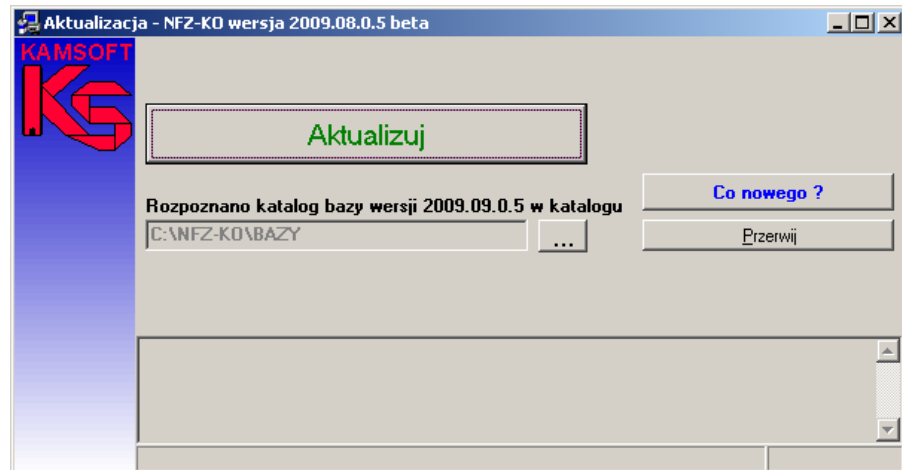 Aktualizacja - NFZ-KO wersja 2009.08.0.5 beta
KAMSOFT
KS
Aktualizuj
Rozpoznano katalog bazy wersji 2009.09.0.5 w katalogu
C:\NFZ-KO\BAZY
...
Co nowego ?
Przerwij